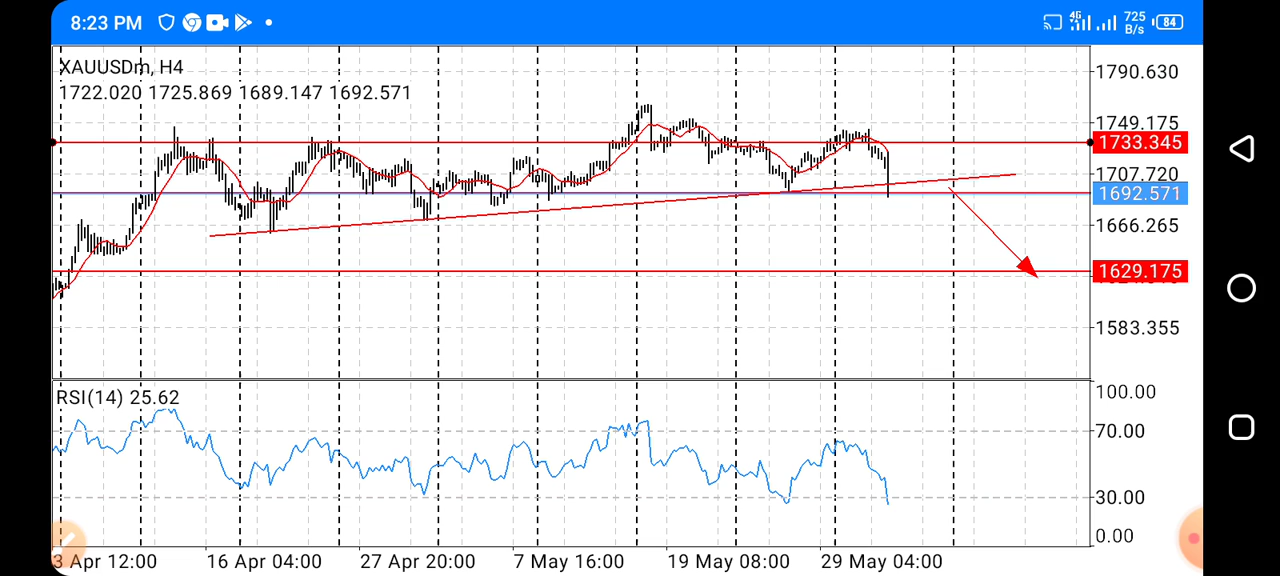 8:23 PM
4G
725
B/s
84
XAUUSDm, H4
1722.020 1725.869 1689.147 1692.571
1790.630
1749.175
1733.345
1707.720
1692.571
1666.265
1629.175
1583.355
RSI(14) 25.62
100.00
70.00
30.00
0.00
3 Apr 12:00
16 Apr 04:00
27 Apr 20:00
7 May 16:00
19 May 08:00
29 May 04:00